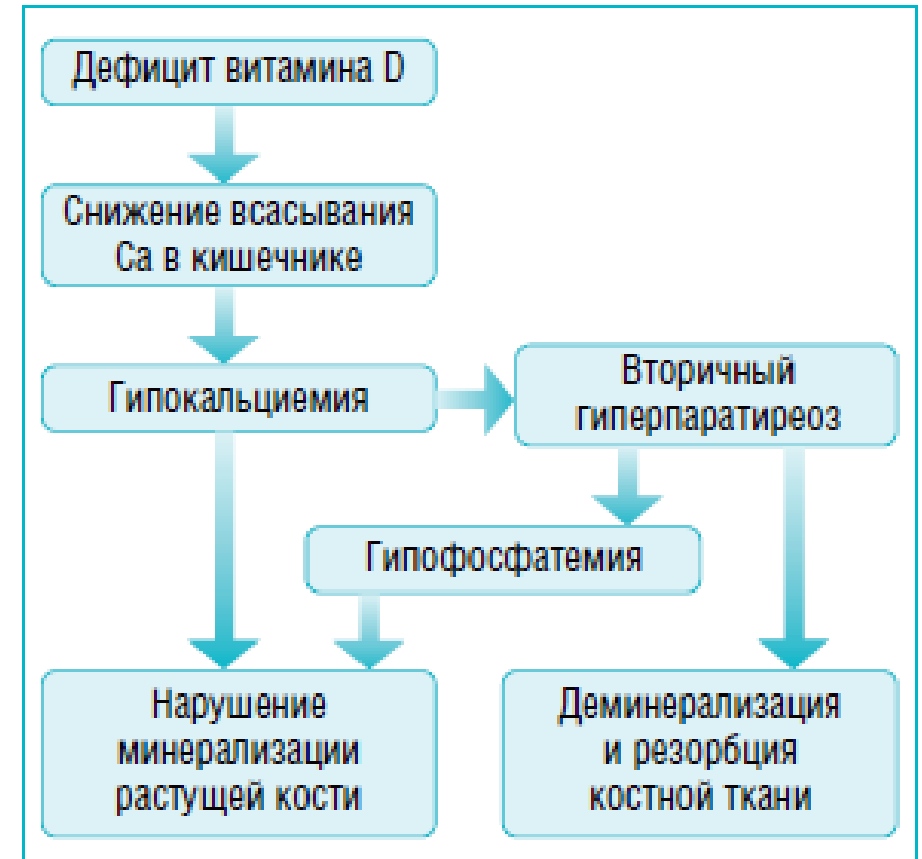 Дефицит витамина D
Снижение всасывания
Ca в кишечнике
Гипокальциемия
Вторичный
гиперпаратиреоз
Гипофосфатемия
Нарушение
минерализации
растущей кости
Деминерализация
и резорбция
костной ткани